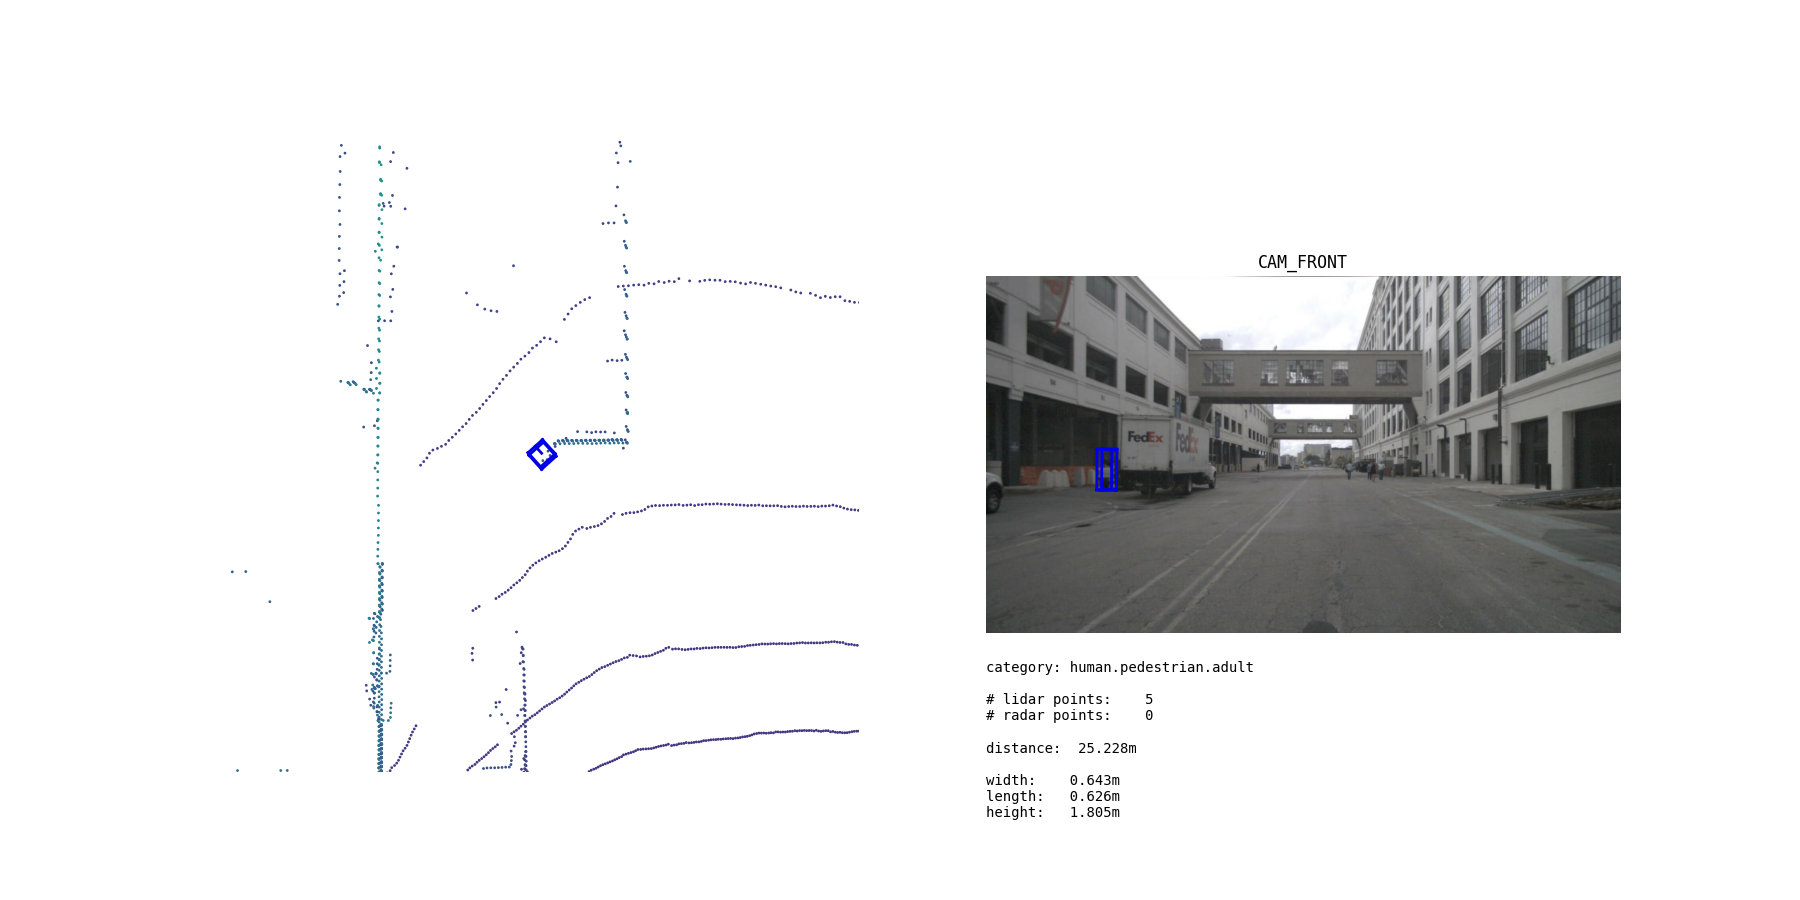 CAM_FRONT
FedEx
FedEx
category: human.pedestrian.adult
# lidar points:    5
# radar points:    0
distance:  25.228m
width:    0.643m
length:   0.626m
height:   1.805m